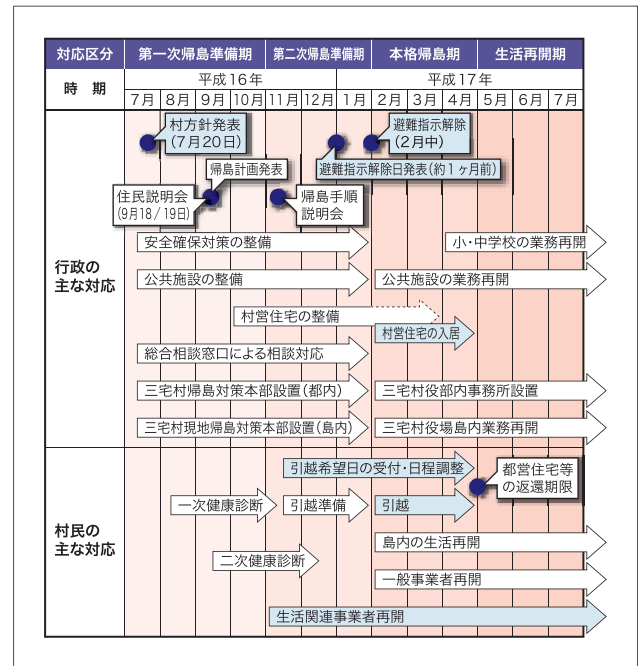 対応区分 第一次帰島準備期 第二次帰島準備期 本格帰島期 生活再開期
時 期 平成16年 平成17年
7月 8月 9月 10月 11月 12月 1月 2月 3月 4月 5月 6月 7月
行政の
主な対応
村方針発表
(7月20日)
避難指示解除
(2月中)
避難指示解除日発表(約1ヶ月前)
帰島計画発表
住民説明会
(9月18/19日)
帰島手順
説明会
安全確保対策の整備
小・中学校の業務再開
公共施設の整備
公共施設の業務再開
村営住宅の整備
村営住宅の入居
総合相談窓口による相談対応
三宅村帰島対策本部設置(都内)
三宅村役部内事務所設置
三宅村現地帰島対策本部設置(島内)
三宅村役場島内業務再開
村民の
主な対応
引越希望日の受付・日程調整
都営住宅等
の返還期限
一次健康診断
引越準備
引越
島内の生活再開
二次健康診断
一般事業者再開
生活関連事業者再開